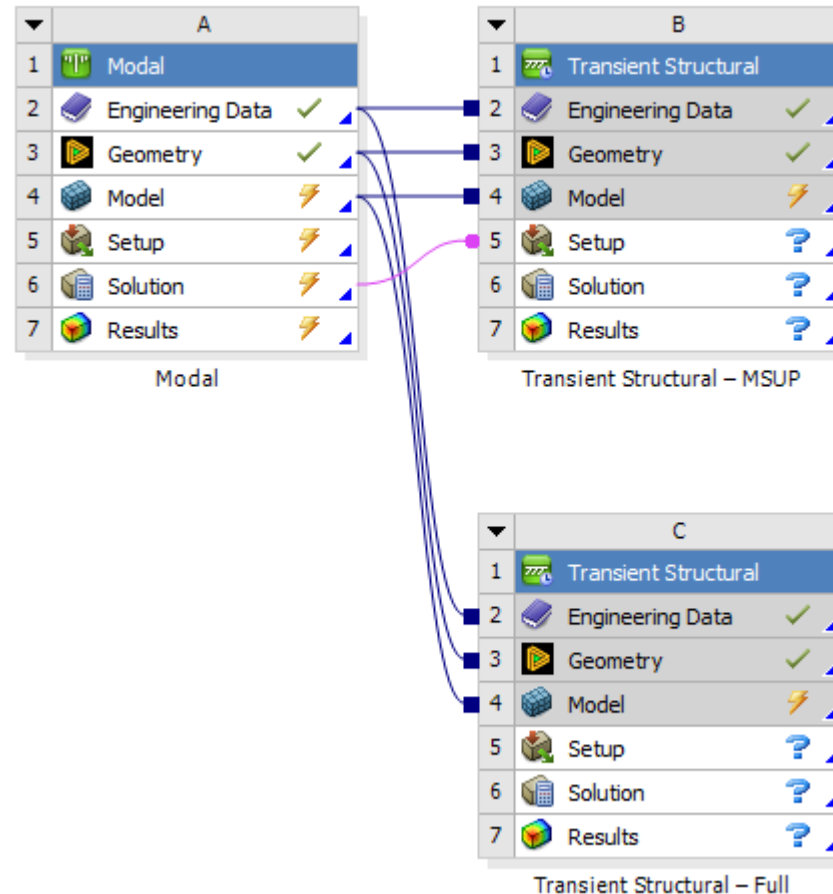 A
1 Modal
2 Engineering Data
3 Geometry
4 Model
5 Setup
6 Solution
7 Results
Modal
B
1 Transient Structural
2 Engineering Data
3 Geometry
4 Model
5 Setup
6 Solution
7 Results
Transient Structural – MSUP
C
1 Transient Structural
2 Engineering Data
3 Geometry
4 Model
5 Setup
6 Solution
7 Results
Transient Structural – Full